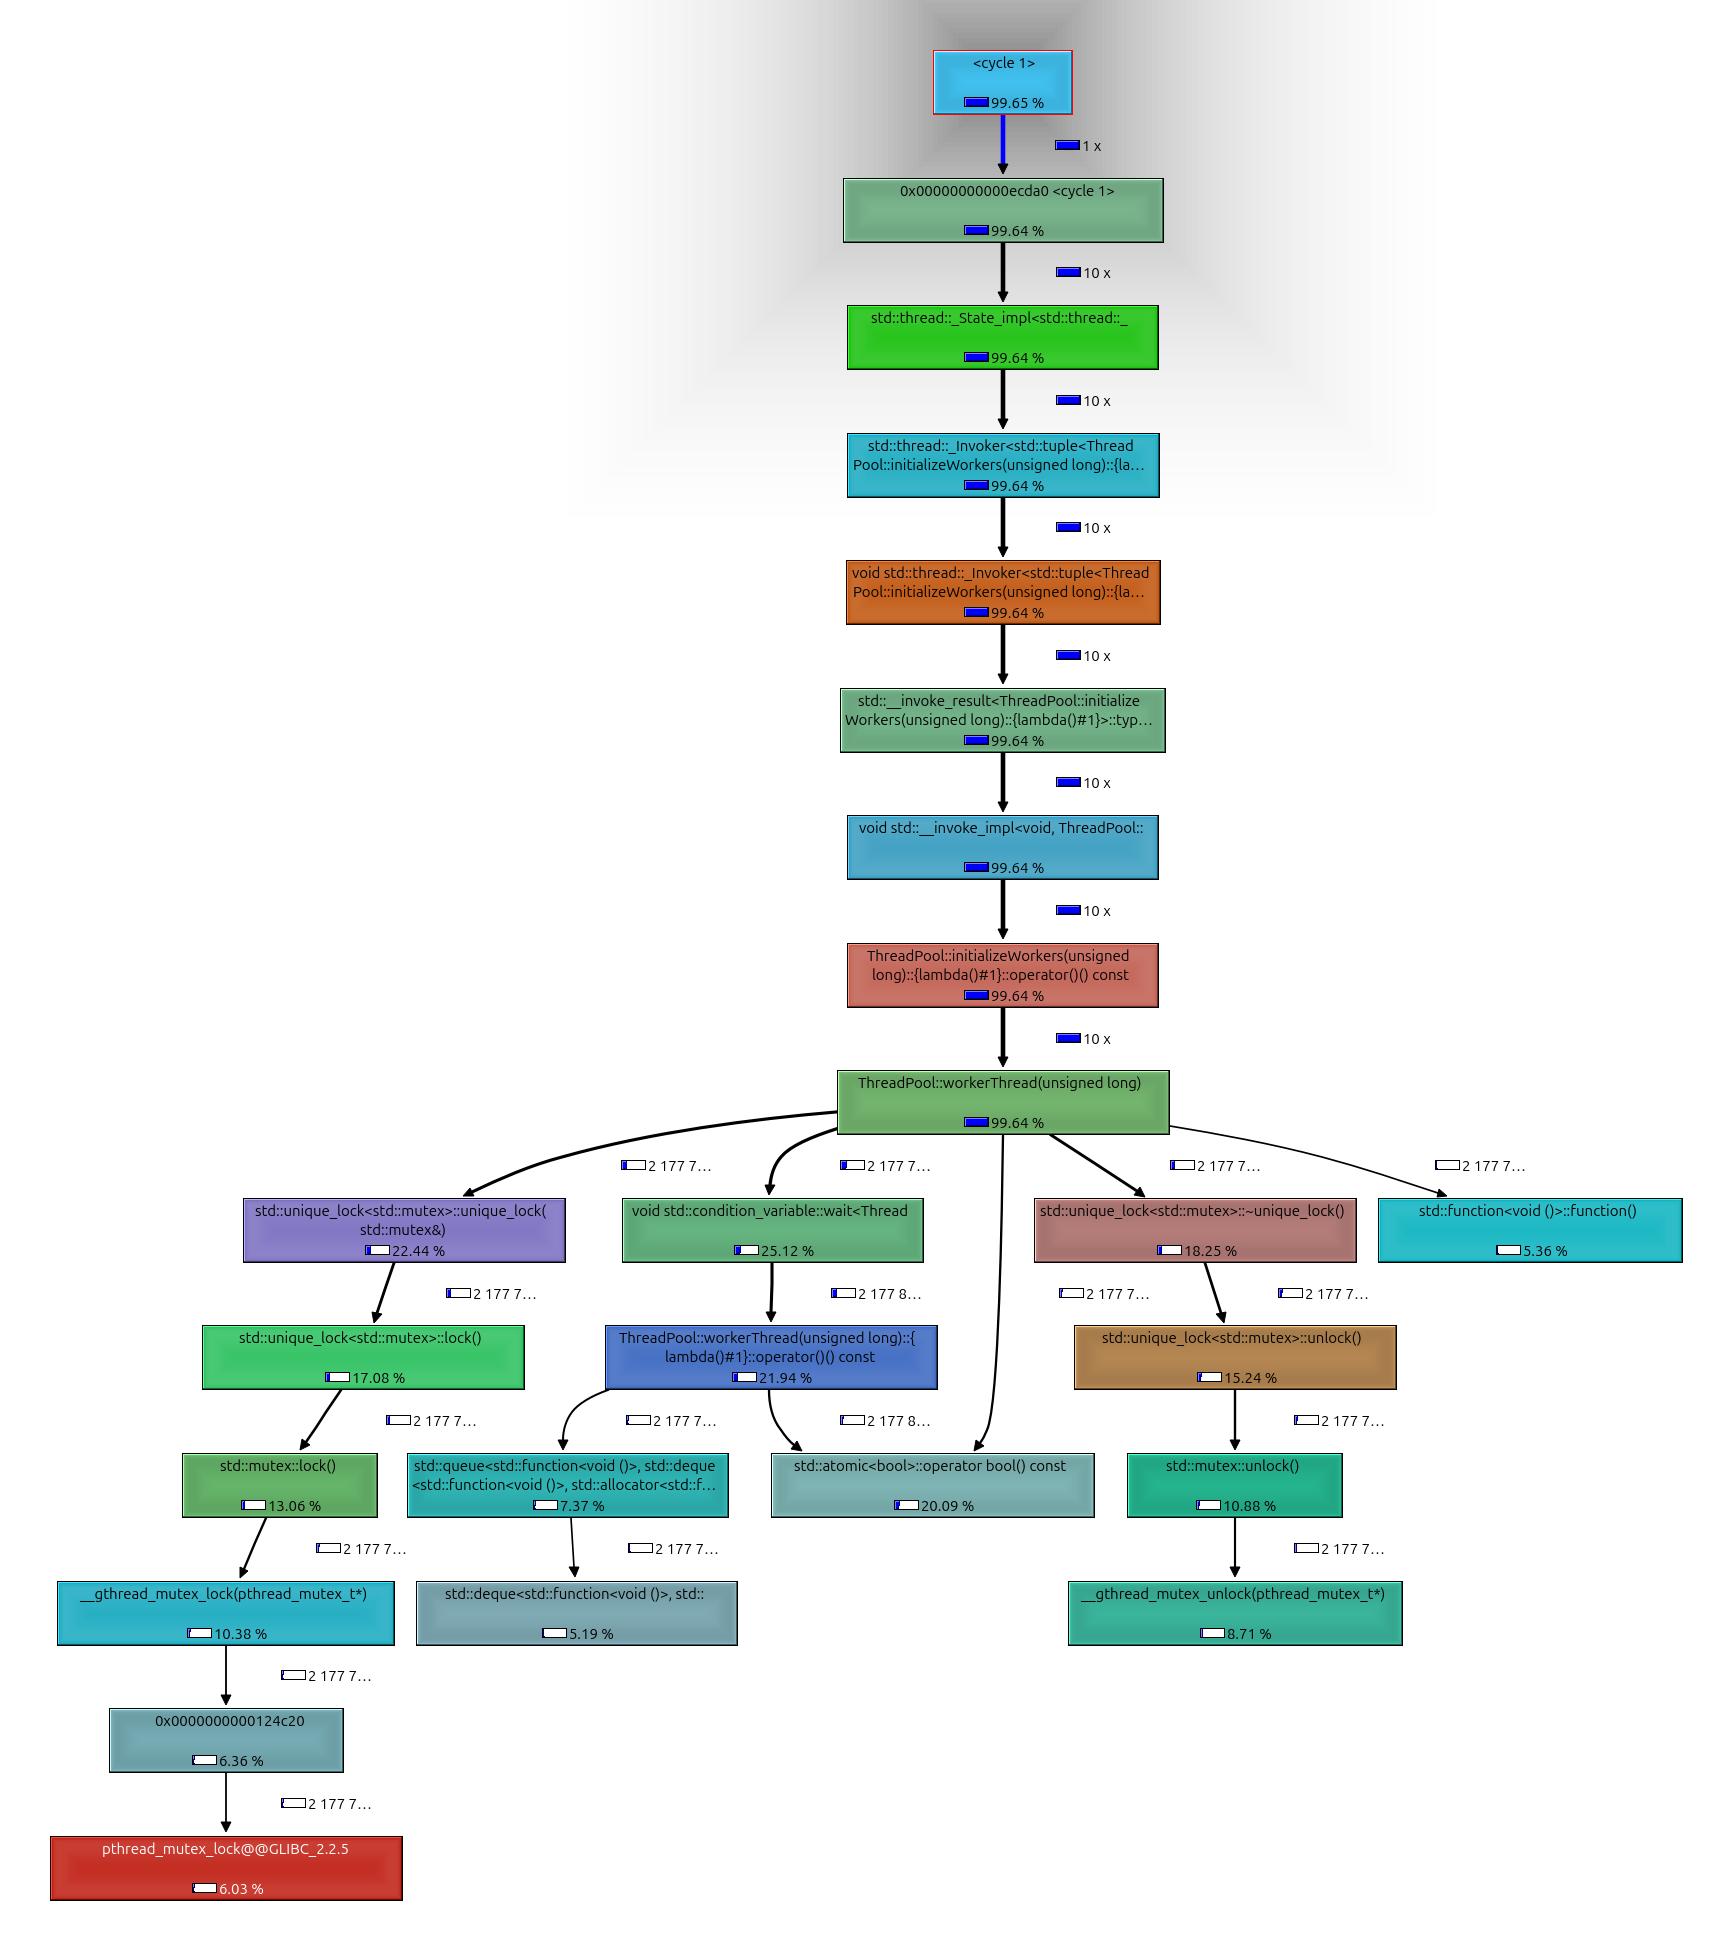 <cycle 1>
99.65 %
1 x
0x00000000000ecda0 <cycle 1>
99.64 %
10 x
std::thread::_State_impl<std::thread::_
99.64 %
10 x
std::thread::_Invoker<std::tuple<Thread
Pool::initializeWorkers(unsigned long)::{la...
99.64 %
10 x
void std::thread::_Invoker<std::tuple<Thread
Pool::initializeWorkers(unsigned long)::{la...
99.64 %
10 x
std::__invoke_result<ThreadPool::initialize
Workers(unsigned long)::{lambda()#1}>::typ...
99.64 %
10 x
void std::__invoke_impl<void, ThreadPool::
99.64 %
10 x
ThreadPool::initializeWorkers(unsigned
long)::{lambda()#1}::operator()() const
99.64 %
10 x
ThreadPool::workerThread(unsigned long)
99.64 %
2 177 7...
2 177 7...
2 177 7...
2 177 7...
std::unique_lock<std::mutex>::unique_lock(
std::mutex&)
22.44 %
void std::condition_variable::wait<Thread
25.12 %
std::unique_lock<std::mutex>::~unique_lock()
18.25 %
std::function<void ()>::function()
5.36 %
2 177 7...
2 177 8...
2 177 7...
2 177 7...
std::unique_lock<std::mutex>::lock()
17.08 %
ThreadPool::workerThread(unsigned long)::{
lambda()#1}::operator()() const
21.94 %
std::unique_lock<std::mutex>::unlock()
15.24 %
2 177 7...
2 177 7...
2 177 8...
2 177 7...
std::mutex::lock()
13.06 %
std::queue<std::function<void ()>, std::deque
<std::function<void ()>, std::allocator<std::f...
7.37 %
std::atomic<bool>::operator bool() const
20.09 %
std::mutex::unlock()
10.88 %
2 177 7...
2 177 7...
2 177 7...
__gthread_mutex_lock(pthread_mutex_t*)
10.38 %
std::deque<std::function<void ()>, std::
5.19 %
__gthread_mutex_unlock(pthread_mutex_t*)
8.71 %
2 177 7...
0x0000000000124c20
6.36 %
2 177 7...
pthread_mutex_lock@@GLIBC_2.2.5
6.03 %